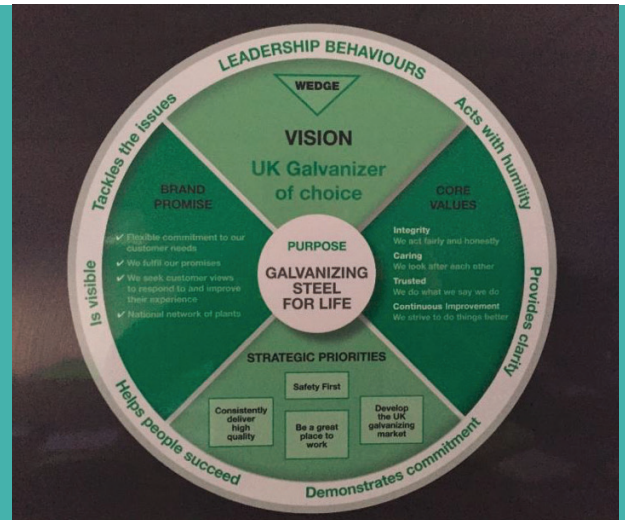 LEADERSHIP BEHAVIOURS
Acts with humility
Provides clarity
Demonstrates commitment
Helps people succeed
Is visible
Tackles the issues
WEDGE
VISION
UK Galvanizer
of choice
BRAND
PROMISE
✔ Flexible commitment to our
customer needs
✔ We fulfil our promises
✔ We seek customer views
to respond to and improve
their experience
✔ National network of plants
PURPOSE
GALVANIZING
STEEL
FOR LIFE
CORE
VALUES
Integrity
We act fairly and honestly
Caring
We look after each other
Trusted
We do what we say we do
Continuous Improvement
We strive to do things better
STRATEGIC PRIORITIES
Safety First
Consistently
deliver
high
quality
Be a great
place to
work
Develop
the UK
galvanizing
market